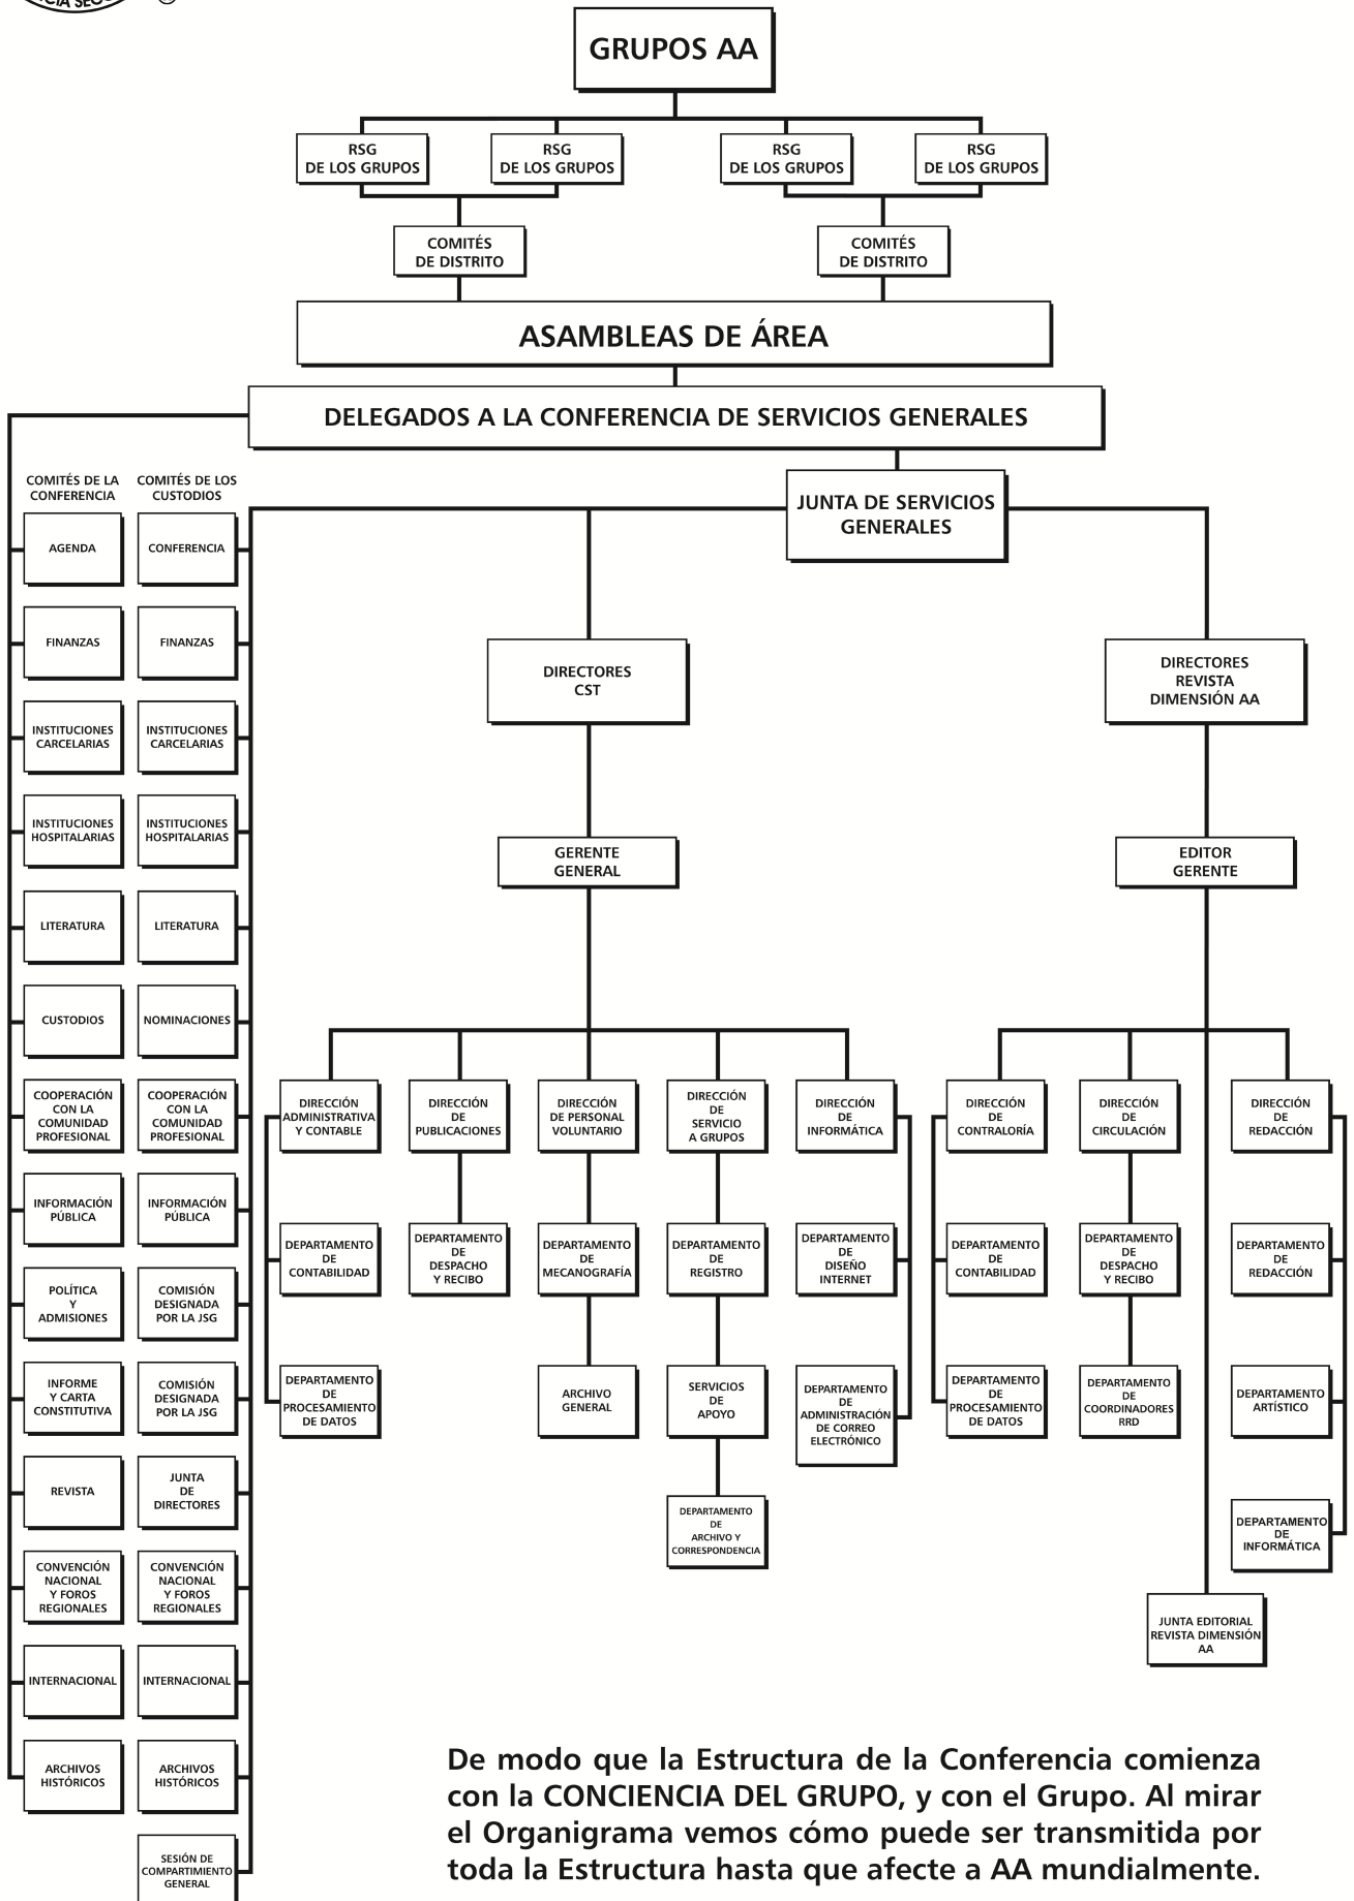 GRUPOS AA
RSG
DE LOS GRUPOS
RSG
DE LOS GRUPOS
RSG
DE LOS GRUPOS
RSG
DE LOS GRUPOS
COMITÉS
DE DISTRITO
COMITÉS
DE DISTRITO
ASAMBLEAS DE ÁREA
DELEGADOS A LA CONFERENCIA DE SERVICIOS GENERALES
JUNTA DE SERVICIOS
GENERALES
COMITÉS DE LA
CONFERENCIA
AGENDA
FINANZAS
INSTITUCIONES
CARCELARIAS
INSTITUCIONES
HOSPITALARIAS
LITERATURA
CUSTODIOS
COOPERACIÓN
CON LA
COMUNIDAD
PROFESIONAL
INFORMACIÓN
PÚBLICA
POLÍTICA
Y
ADMISIONES
INFORME
Y CARTA
CONSTITUTIVA
REVISTA
CONVENCIÓN
NACIONAL
Y FOROS
REGIONALES
INTERNACIONAL
ARCHIVOS
HISTÓRICOS
COMITÉS DE LOS
CUSTODIOS
CONFERENCIA
FINANZAS
INSTITUCIONES
CARCELARIAS
INSTITUCIONES
HOSPITALARIAS
LITERATURA
NOMINACIONES
COOPERACIÓN
CON LA
COMUNIDAD
PROFESIONAL
INFORMACIÓN
PÚBLICA
COMISIÓN
DESIGNADA
POR LA JSG
COMISIÓN
DESIGNADA
POR LA JSG
JUNTA
DE
DIRECTORES
CONVENCIÓN
NACIONAL
Y FOROS
REGIONALES
INTERNACIONAL
ARCHIVOS
HISTÓRICOS
SESIÓN DE
COMPARTIMIENTO
GENERAL
DIRECTORES
CST
GERENTE
GENERAL
DIRECCIÓN
ADMINISTRATIVA
Y CONTABLE
DEPARTAMENTO
DE
CONTABILIDAD
DEPARTAMENTO
DE
PROCESAMIENTO
DE DATOS
DIRECCIÓN
DE
PUBLICACIONES
DEPARTAMENTO
DE
DESPACHO
Y RECIBO
DIRECCIÓN
DE PERSONAL
VOLUNTARIO
DEPARTAMENTO
DE
MECANOGRAFÍA
ARCHIVO
GENERAL
DIRECCIÓN
DE
SERVICIO
A GRUPOS
DEPARTAMENTO
DE
REGISTRO
SERVICIOS
DE
APOYO
DEPARTAMENTO
DE
ARCHIVO Y
CORRESPONDENCIA
DIRECCIÓN
DE
INFORMÁTICA
DEPARTAMENTO
DE
DISEÑO
INTERNET
DEPARTAMENTO
DE
ADMINISTRACIÓN
DE CORREO
ELECTRÓNICO
DIRECTORES
REVISTA
DIMENSIÓN AA
EDITOR
GERENTE
DIRECCIÓN
DE
CONTRALORÍA
DEPARTAMENTO
DE
CONTABILIDAD
DEPARTAMENTO
DE
PROCESAMIENTO
DE DATOS
DIRECCIÓN
DE
CIRCULACIÓN
DEPARTAMENTO
DE
DESPACHO
Y RECIBO
DEPARTAMENTO
DE
COORDINADORES
RRD
DIRECCIÓN
DE
REDACCIÓN
DEPARTAMENTO
DE
REDACCIÓN
DEPARTAMENTO
ARTÍSTICO
DEPARTAMENTO
DE
INFORMÁTICA
JUNTA EDITORIAL
REVISTA DIMENSIÓN
AA
De modo que la Estructura de la Conferencia comienza
con la CONCIENCIA DEL GRUPO, y con el Grupo. Al mirar
el Organigrama vemos cómo puede ser transmitida por
toda la Estructura hasta que afecte a AA mundialmente.